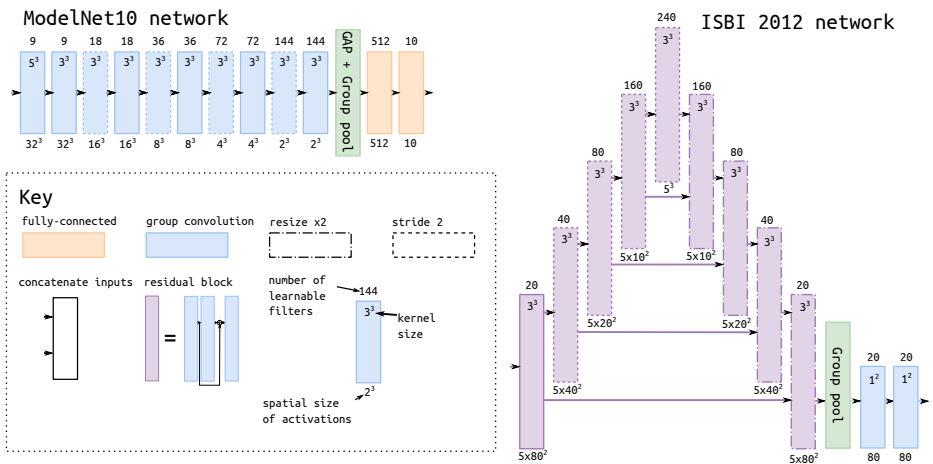 ModelNet10 network
9 9 18 18 36 36 72 72 144 144 512 10
5³ 3³ 3³ 3³ 3³ 3³ 3³ 3³ 3³ 3³
GAP + Group pool
32³ 32³ 16³ 16³ 8³ 8³ 4³ 4³ 2³ 2³ 512 10
Key
fully-connected group convolution resize x2 stride 2
concatenate inputs residual block
=
number of
learnable
filters
144
3³
kernel
size
2³
spatial size
of activations
ISBI 2012 network
240
3³
5³
160 160
3³ 3³
5x10² 5x10²
80 80
3³ 3³
5x20² 5x20²
40 40
3³ 3³
5x40² 5x40²
20 20
3³ 3³
5x80² 5x80²
Group pool
20 20
1² 1²
80 80